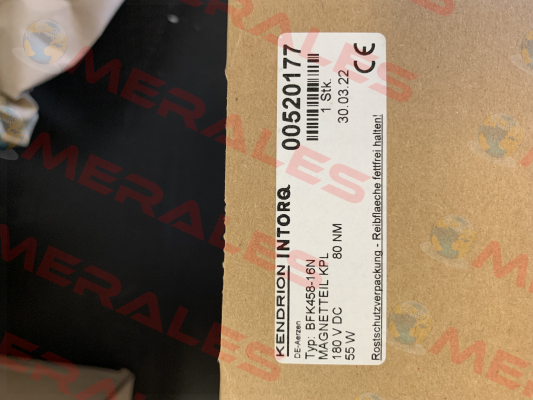 KENDRION INTORQ 00520177
DE-Aerzen
Typ: BFK458-16N
MAGNETTEIL KPL 1 Stk.
180 V DC 80 NM 30.03.22
55 W
CE
Rostschutzverpackung - Reibflaeche fettfrei halten!
MERALES
MERALES
MERALES